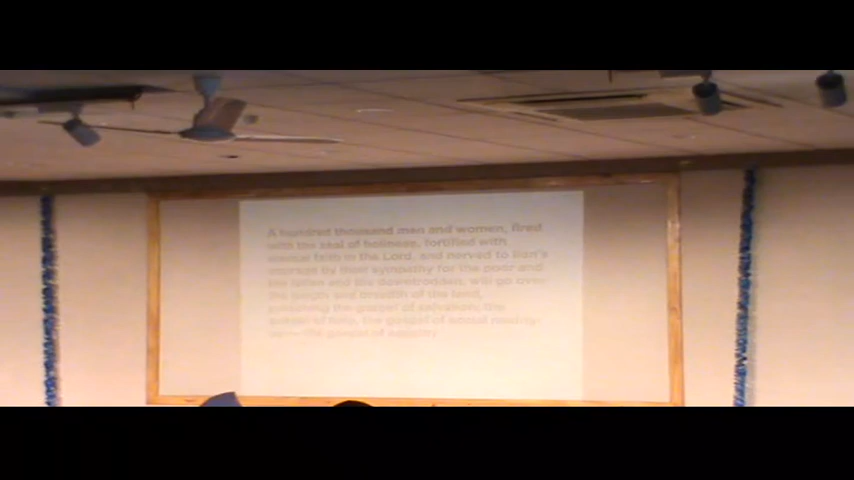 A hundred thousand men and women, fired
with the zeal of holiness, fortified with
faith in the Lord, and nerved to lion's
courage by their sympathy for the poor and
the fallen and the downtrodden, will go over
the length and breadth of the land,
preaching the gospel of salvation, the
gospel of help, the gospel of social
the gospel of equality